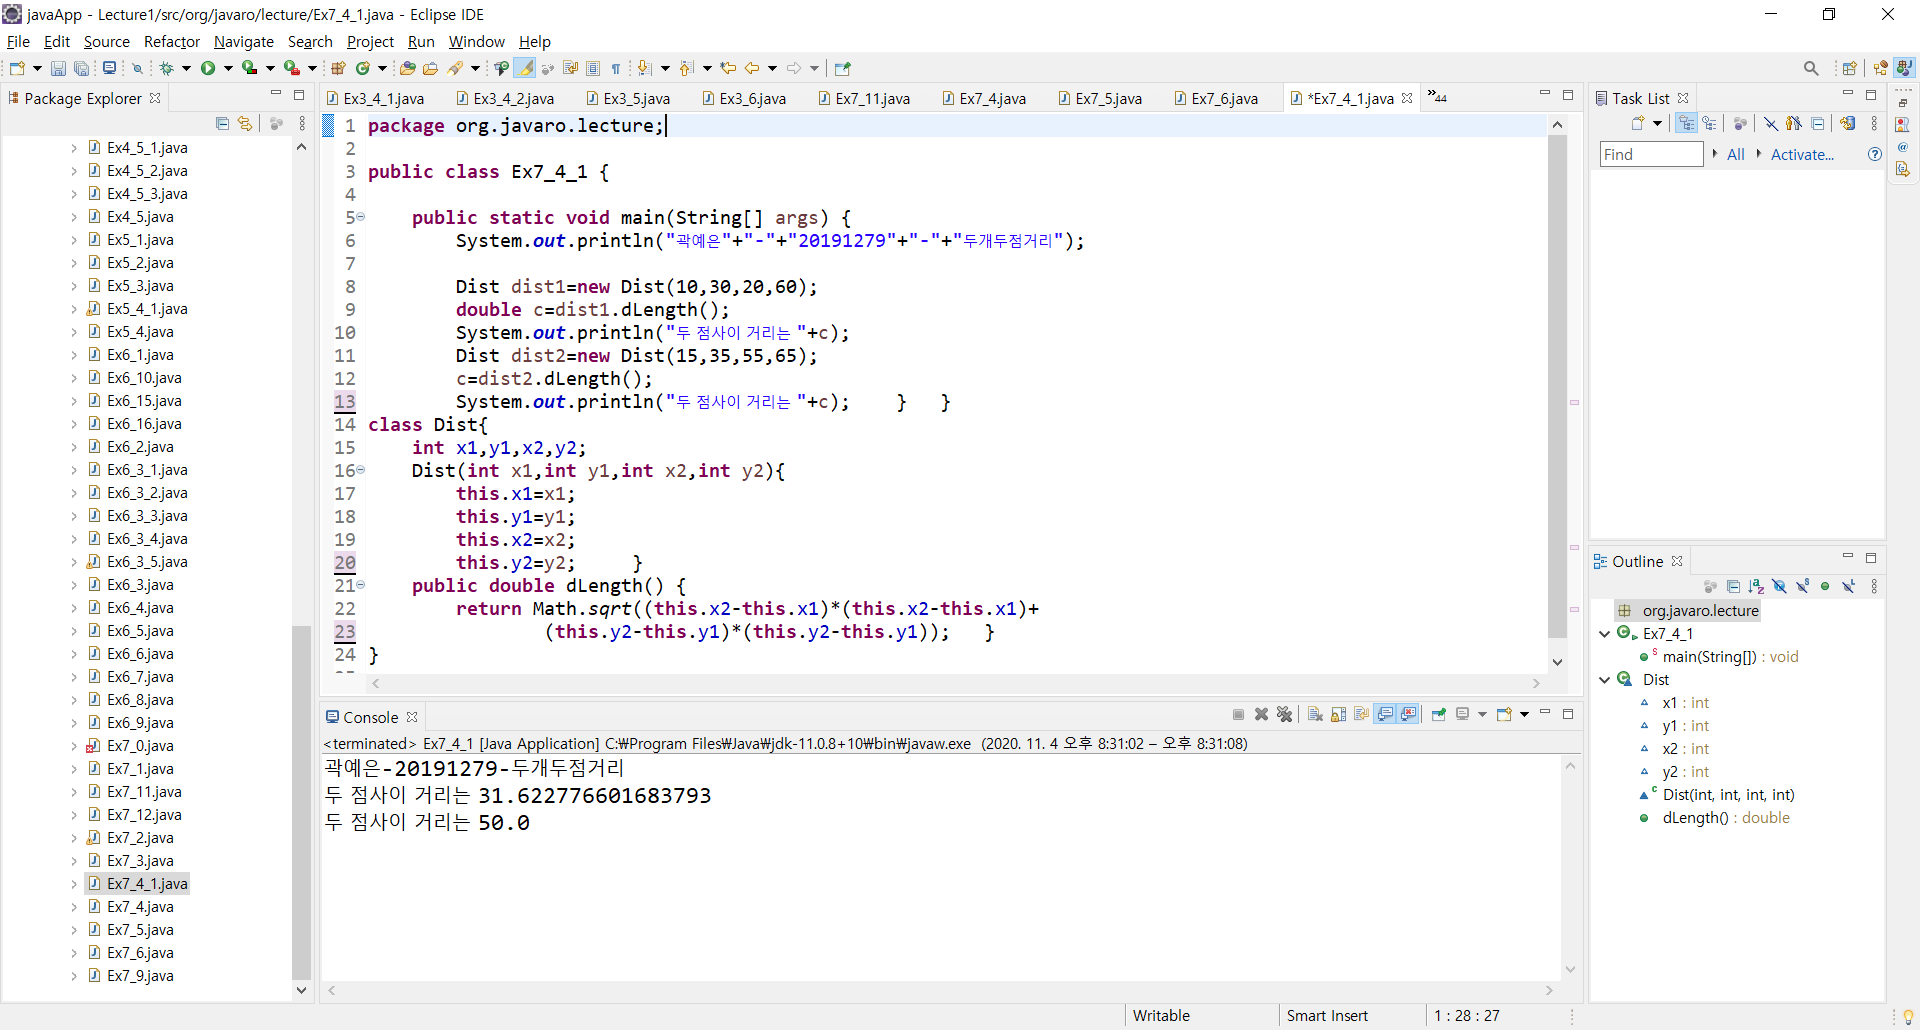 javaApp - Lecture1/src/org/javaro/lecture/Ex7_4_1.java - Eclipse IDE
File Edit Source Refactor Navigate Search Project Run Window Help
Package Explorer
Ex4_5_1.java
Ex4_5_2.java
Ex4_5_3.java
Ex4_5.java
Ex5_1.java
Ex5_2.java
Ex5_3.java
Ex5_4_1.java
Ex5_4.java
Ex6_1.java
Ex6_10.java
Ex6_15.java
Ex6_16.java
Ex6_2.java
Ex6_3_1.java
Ex6_3_2.java
Ex6_3_3.java
Ex6_3_4.java
Ex6_3_5.java
Ex6_3.java
Ex6_4.java
Ex6_5.java
Ex6_6.java
Ex6_7.java
Ex6_8.java
Ex6_9.java
Ex7_0.java
Ex7_1.java
Ex7_11.java
Ex7_12.java
Ex7_2.java
Ex7_3.java
Ex7_4_1.java
Ex7_4.java
Ex7_5.java
Ex7_6.java
Ex7_9.java
Ex3_4_1.java Ex3_4_2.java Ex3_5.java Ex3_6.java Ex7_11.java Ex7_4.java Ex7_5.java Ex7_6.java *Ex7_4_1.java »44
1 package org.javaro.lecture;
2
3 public class Ex7_4_1 {
4
5 public static void main(String[] args) {
6 System.out.println("곽예은"+"-"+"20191279"+"-"+"두개두점거리");
7
8 Dist dist1=new Dist(10,30,20,60);
9 double c=dist1.dLength();
10 System.out.println("두 점사이 거리는 "+c);
11 Dist dist2=new Dist(15,35,55,65);
12 c=dist2.dLength();
13 System.out.println("두 점사이 거리는 "+c); } }
14 class Dist{
15 int x1,y1,x2,y2;
16 Dist(int x1,int y1,int x2,int y2){
17 this.x1=x1;
18 this.y1=y1;
19 this.x2=x2;
20 this.y2=y2; }
21 public double dLength() {
22 return Math.sqrt((this.x2-this.x1)*(this.x2-this.x1)+
23 (this.y2-this.y1)*(this.y2-this.y1)); }
24 }
Console
<terminated> Ex7_4_1 [Java Application] C:₩Program Files₩Java₩jdk-11.0.8+10₩bin₩javaw.exe (2020. 11. 4 오후 8:31:02 – 오후 8:31:08)
곽예은-20191279-두개두점거리
두 점사이 거리는 31.622776601683793
두 점사이 거리는 50.0
Task List
Find All Activate...
Outline
org.javaro.lecture
Ex7_4_1
main(String[]) : void
Dist
x1 : int
y1 : int
x2 : int
y2 : int
Dist(int, int, int, int)
dLength() : double
Writable Smart Insert 1 : 28 : 27